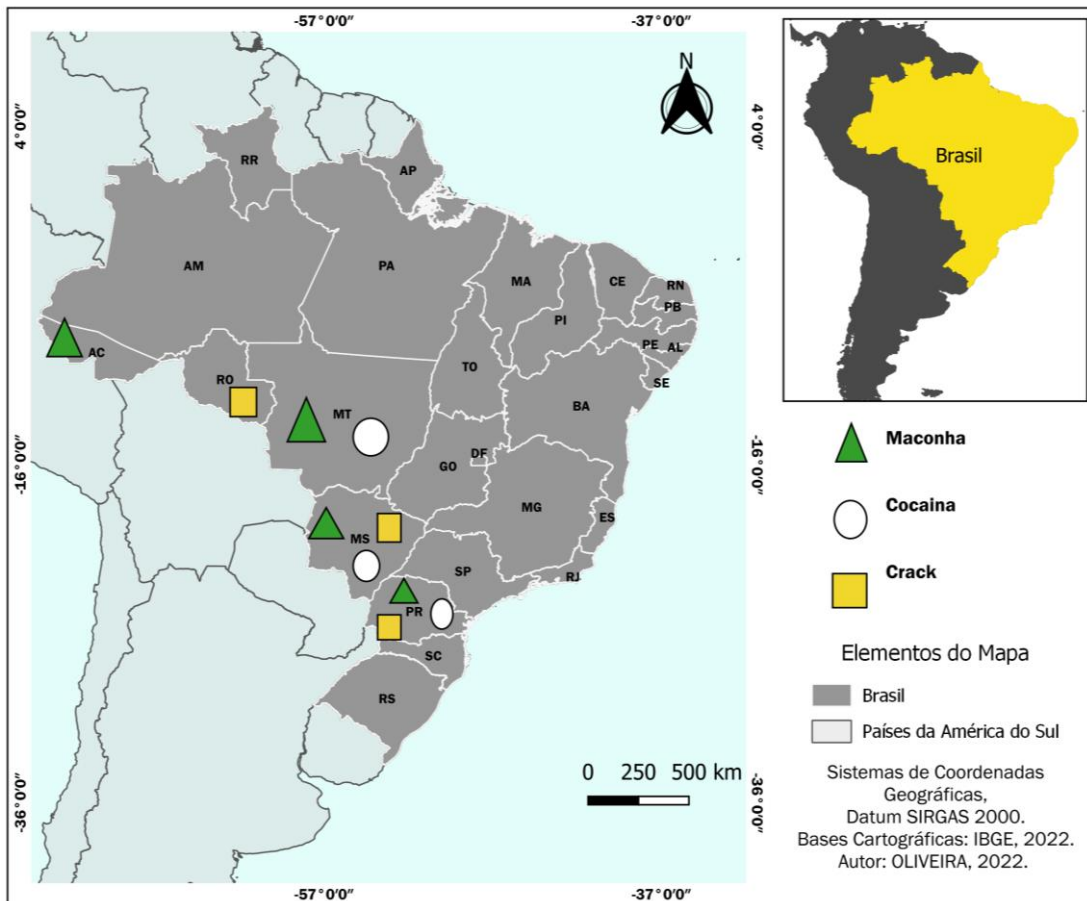 -57°0'0" -37°0'0"
4°0'0" 4°0'0"
-16°0'0" -16°0'0"
-36°0'0" -36°0'0"
N
RR
AP
AM
PA
MA
CE
RN
PB
PI
PE
AL
AC
TO
SE
RO
BA
MT
DF
GO
MG
ES
MS
SP
RJ
PR
SC
RS
0 250 500 km
-57°0'0" -37°0'0"
Brasil
Maconha
Cocaina
Crack
Elementos do Mapa
Brasil
Países da América do Sul
Sistemas de Coordenadas
Geográficas,
Datum SIRGAS 2000.
Bases Cartográficas: IBGE, 2022.
Autor: OLIVEIRA, 2022.